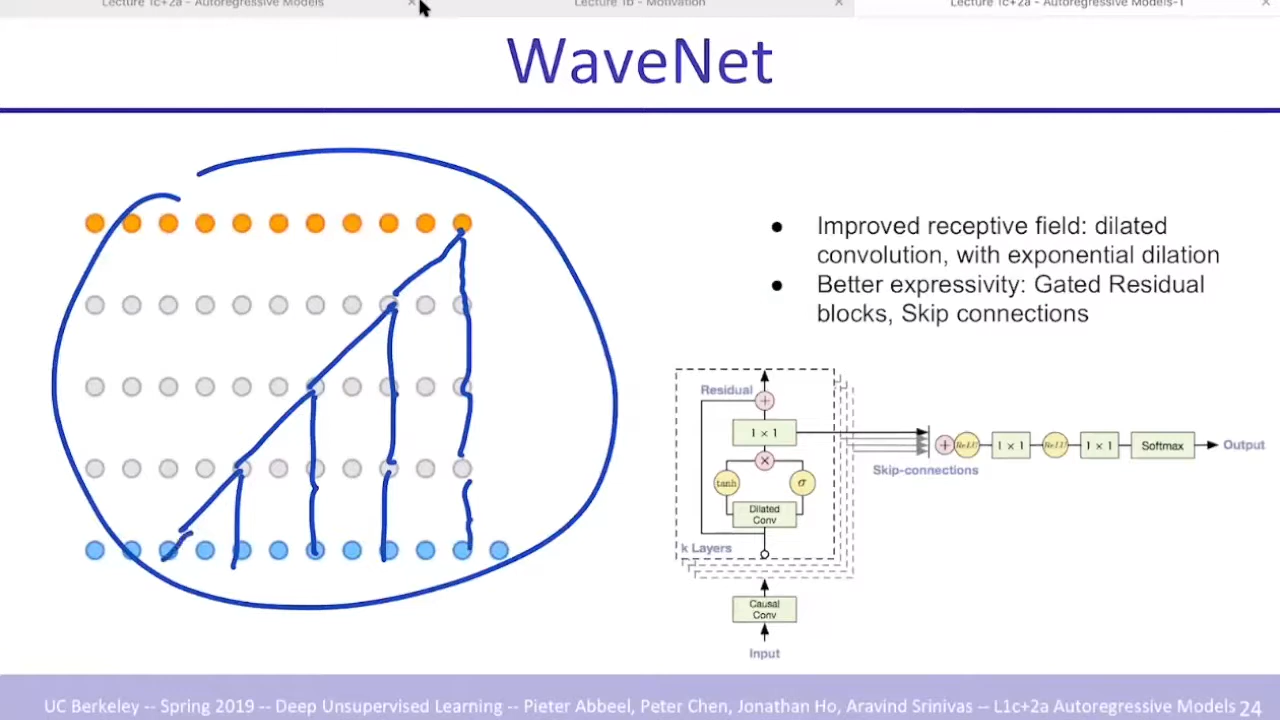 Lecture 1c+2a - Autoregressive Models
Lecture 1b - Motivation
Lecture 1c+2a - Autoregressive Models-1
WaveNet
● Improved receptive field: dilated
convolution, with exponential dilation
● Better expressivity: Gated Residual
blocks, Skip connections
Residual
+
1 × 1
×
tanh
σ
Dilated
Conv
k Layers
Causal
Conv
Input
Skip-connections
+
ReLU
1 × 1
ReLU
1 × 1
Softmax
Output
UC Berkeley -- Spring 2019 -- Deep Unsupervised Learning -- Pieter Abbeel, Peter Chen, Jonathan Ho, Aravind Srinivas -- L1c+2a Autoregressive Models 24